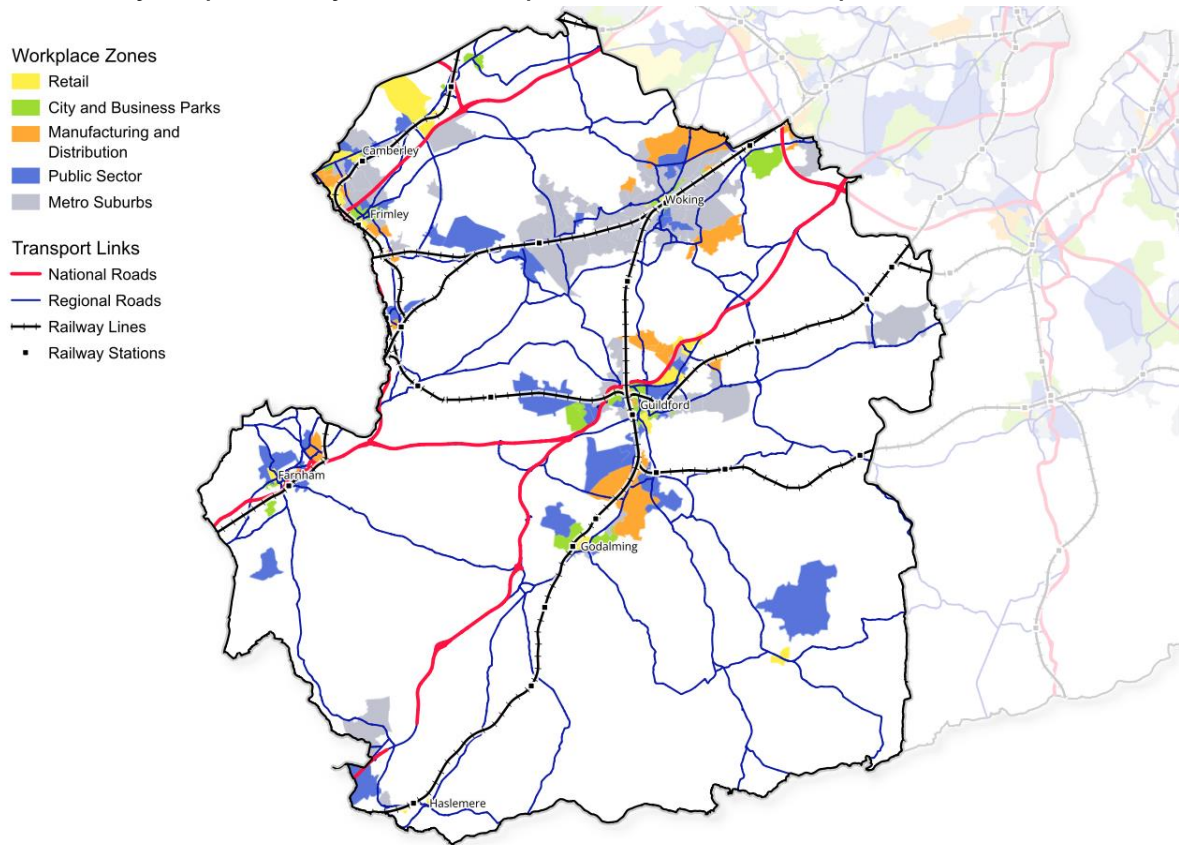 Workplace Zones
Retail
City and Business Parks
Manufacturing and
Distribution
Public Sector
Metro Suburbs
Transport Links
National Roads
Regional Roads
Railway Lines
Railway Stations
Camberley
Frimley
Woking
Guildford
Farnham
Godalming
Haslemere